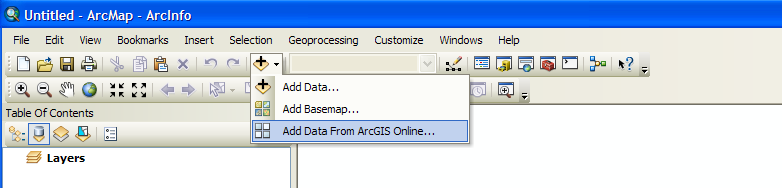 Untitled - ArcMap - ArcInfo
File Edit View Bookmarks Insert Selection Geoprocessing Customize Windows Help
Add Data...
Add Basemap...
Table Of Contents
Add Data From ArcGIS Online...
Layers